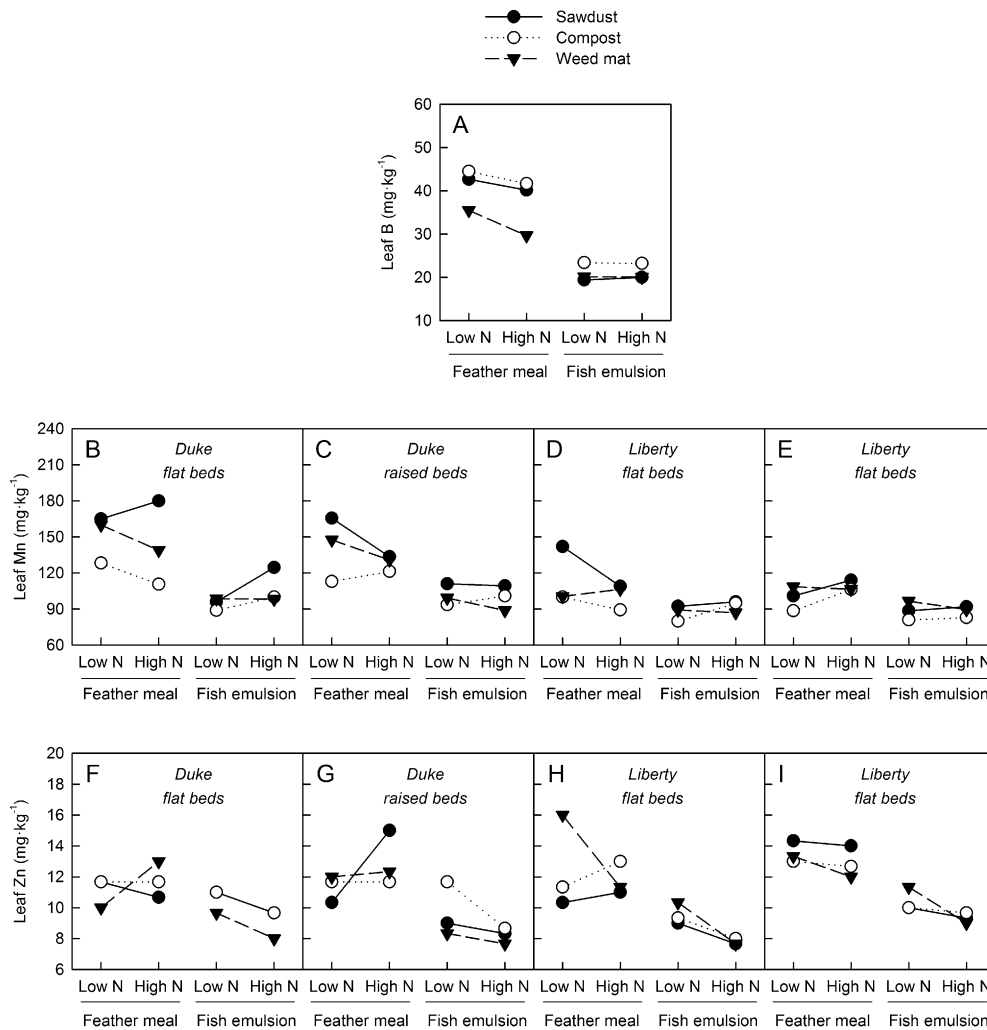 Sawdust
Compost
Weed mat
A
60
50
40
30
20
10
Leaf B (mg·kg⁻¹)
Low N High N Low N High N
Feather meal Fish emulsion
B Duke flat beds
C Duke raised beds
D Liberty flat beds
E Liberty flat beds
240
210
180
150
120
90
60
Leaf Mn (mg·kg⁻¹)
Low N High N Low N High N Low N High N Low N High N Low N High N Low N High N Low N High N Low N High N
Feather meal Fish emulsion Feather meal Fish emulsion Feather meal Fish emulsion Feather meal Fish emulsion
F Duke flat beds
G Duke raised beds
H Liberty flat beds
I Liberty flat beds
20
18
16
14
12
10
8
6
Leaf Zn (mg·kg⁻¹)
Low N High N Low N High N Low N High N Low N High N Low N High N Low N High N Low N High N Low N High N
Feather meal Fish emulsion Feather meal Fish emulsion Feather meal Fish emulsion Feather meal Fish emulsion